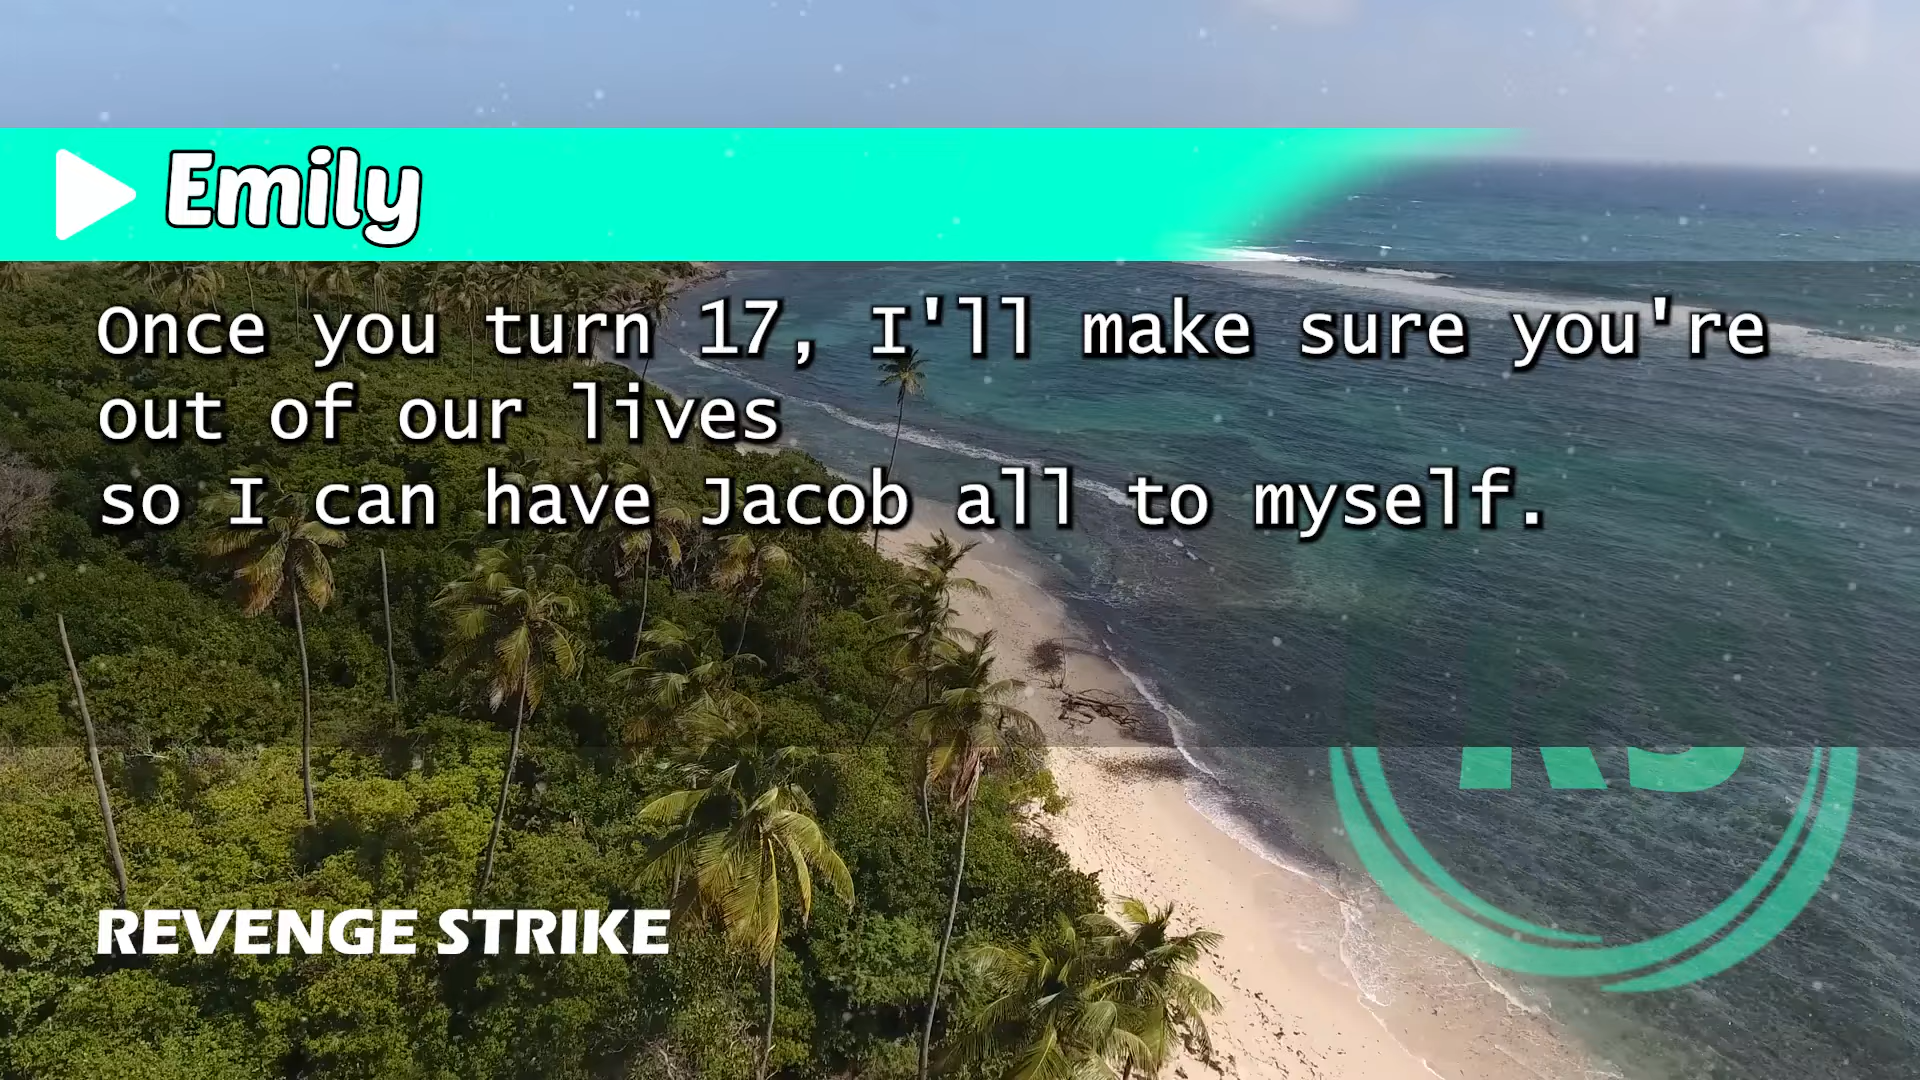 Emily
Once you turn 17, I'll make sure you're
out of our lives
so I can have Jacob all to myself.
REVENGE STRIKE
RS